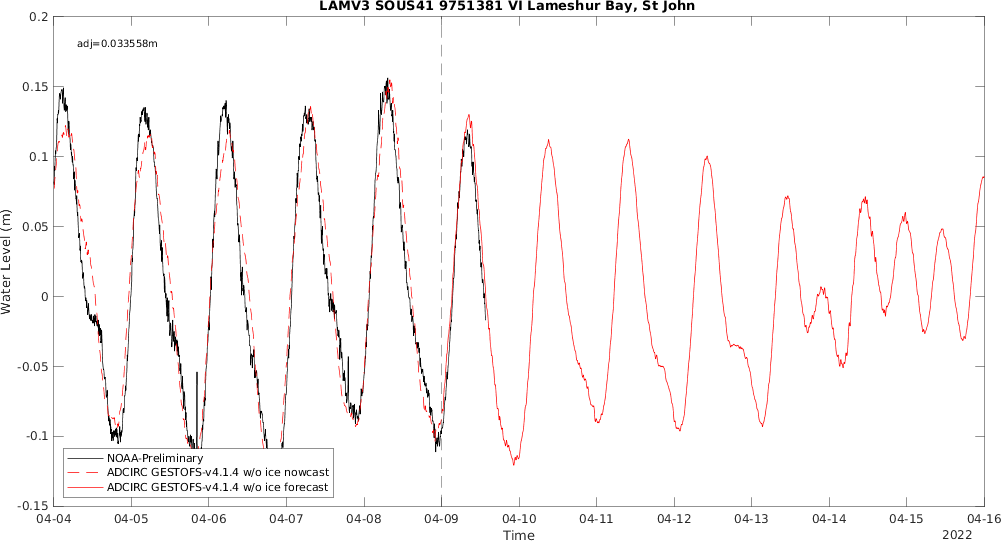 LAMV3 SOUS41 9751381 VI Lameshur Bay, St John
adj=0.033558m
Water Level (m)
0.2
0.15
0.1
0.05
0
-0.05
-0.1
-0.15
NOAA-Preliminary
ADCIRC GESTOFS-v4.1.4 w/o ice nowcast
ADCIRC GESTOFS-v4.1.4 w/o ice forecast
04-04 04-05 04-06 04-07 04-08 04-09 04-10 04-11 04-12 04-13 04-14 04-15 04-16
Time
2022